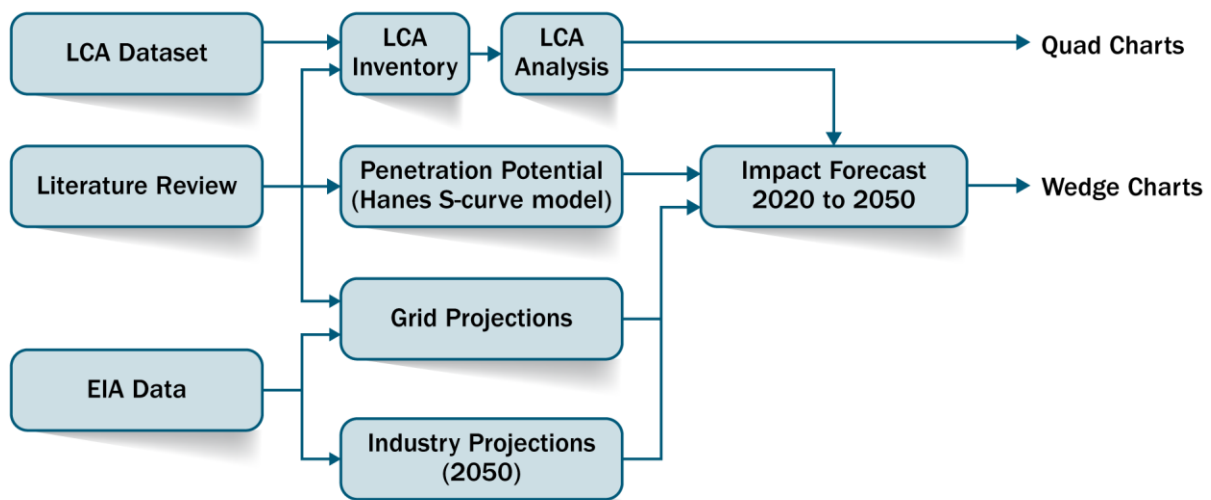 LCA Dataset
LCA
Inventory
LCA
Analysis
Quad Charts
Literature Review
Penetration Potential
(Hanes S-curve model)
Impact Forecast
2020 to 2050
Wedge Charts
Grid Projections
EIA Data
Industry Projections
(2050)